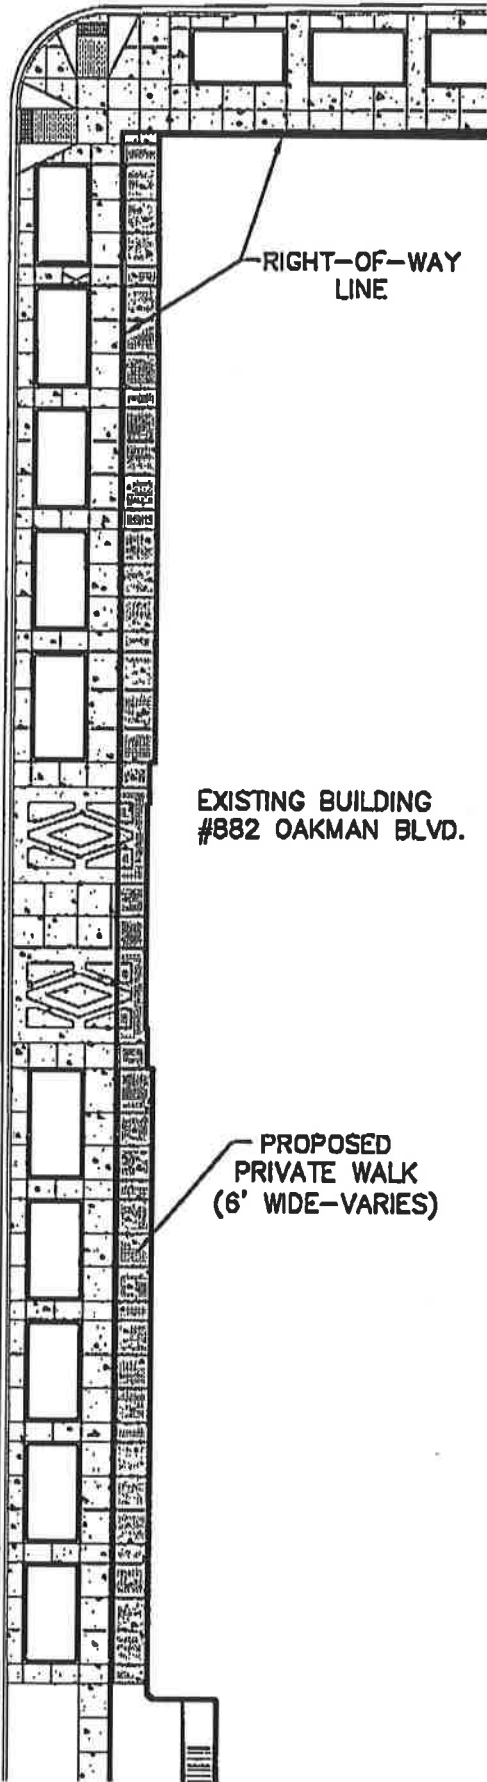 RIGHT-OF-WAY
LINE
EXISTING BUILDING
#882 OAKMAN BLVD.
PROPOSED
PRIVATE WALK
(6' WIDE-VARIES)